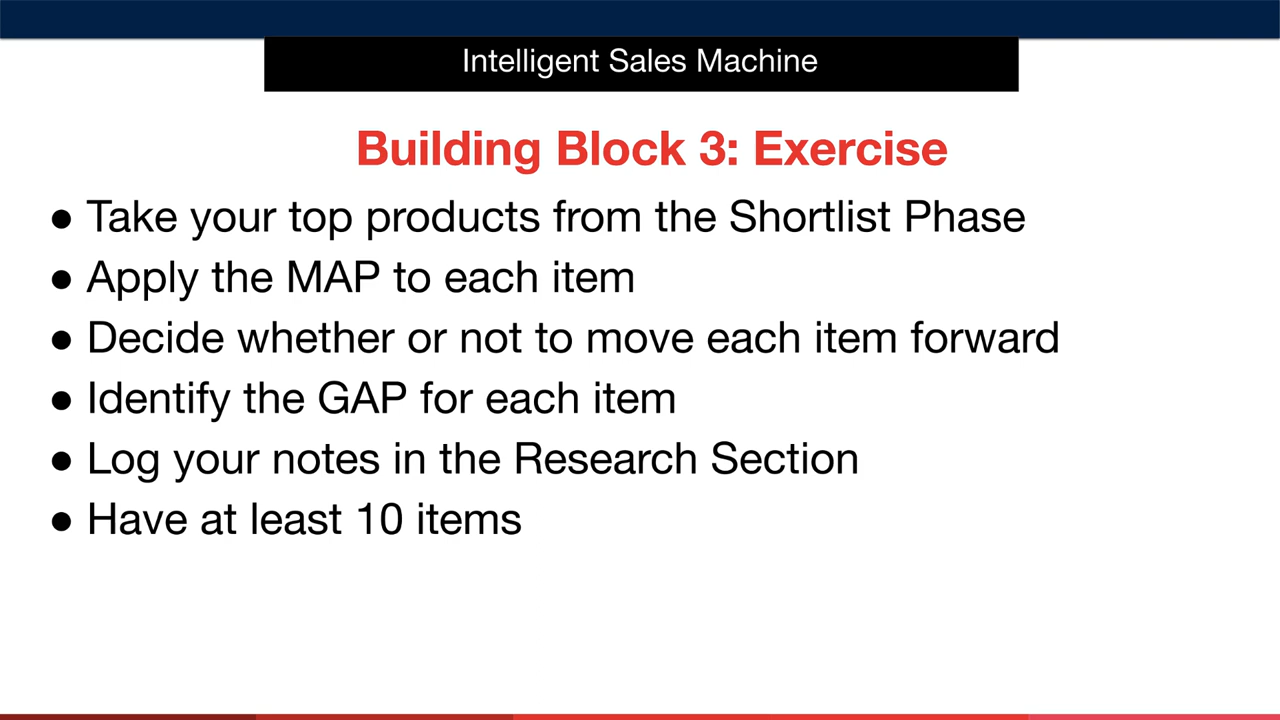 Intelligent Sales Machine
Building Block 3: Exercise
● Take your top products from the Shortlist Phase
● Apply the MAP to each item
● Decide whether or not to move each item forward
● Identify the GAP for each item
● Log your notes in the Research Section
● Have at least 10 items